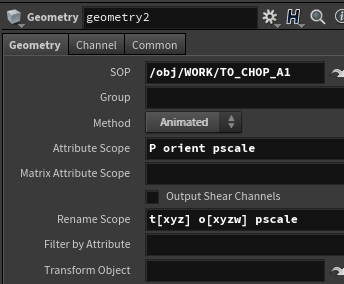 Geometry geometry2
Geometry Channel Common
SOP /obj/WORK/TO_CHOP_A1
Group
Method Animated
Attribute Scope P orient pscale
Matrix Attribute Scope
Output Shear Channels
Rename Scope t[xyz] o[xyzw] pscale
Filter by Attribute
Transform Object